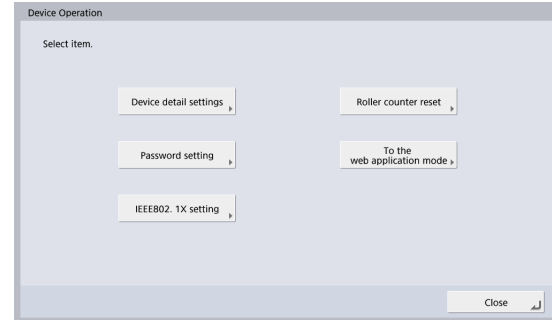 Device Operation
Select item.
Device detail settings
Roller counter reset
Password setting
To the
web application mode
IEEE802. 1X setting
Close